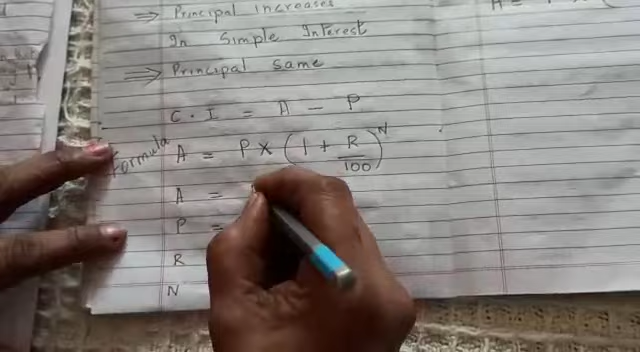 ⇒ Principal increases
In Simple Interest
⇒ Principal same
C.I = A - P
Formula A = P × (1 + R/100)^N
A =
P =
R
N